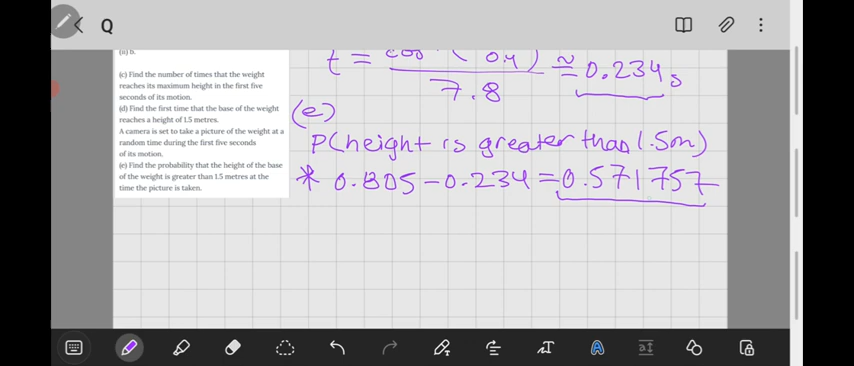 Q
(ii) b.
(c) Find the number of times that the weight
reaches its maximum height in the first five
seconds of its motion.
(d) Find the first time that the base of the weight
reaches a height of 1.5 metres.
A camera is set to take a picture of the weight at a
random time during the first five seconds
of its motion.
(e) Find the probability that the height of the base
of the weight is greater than 1.5 metres at the
time the picture is taken.
7.8
≈ 0.234 s
(e)
P(height is greater than 1.5m)
* 0.805 - 0.234 = 0.571757